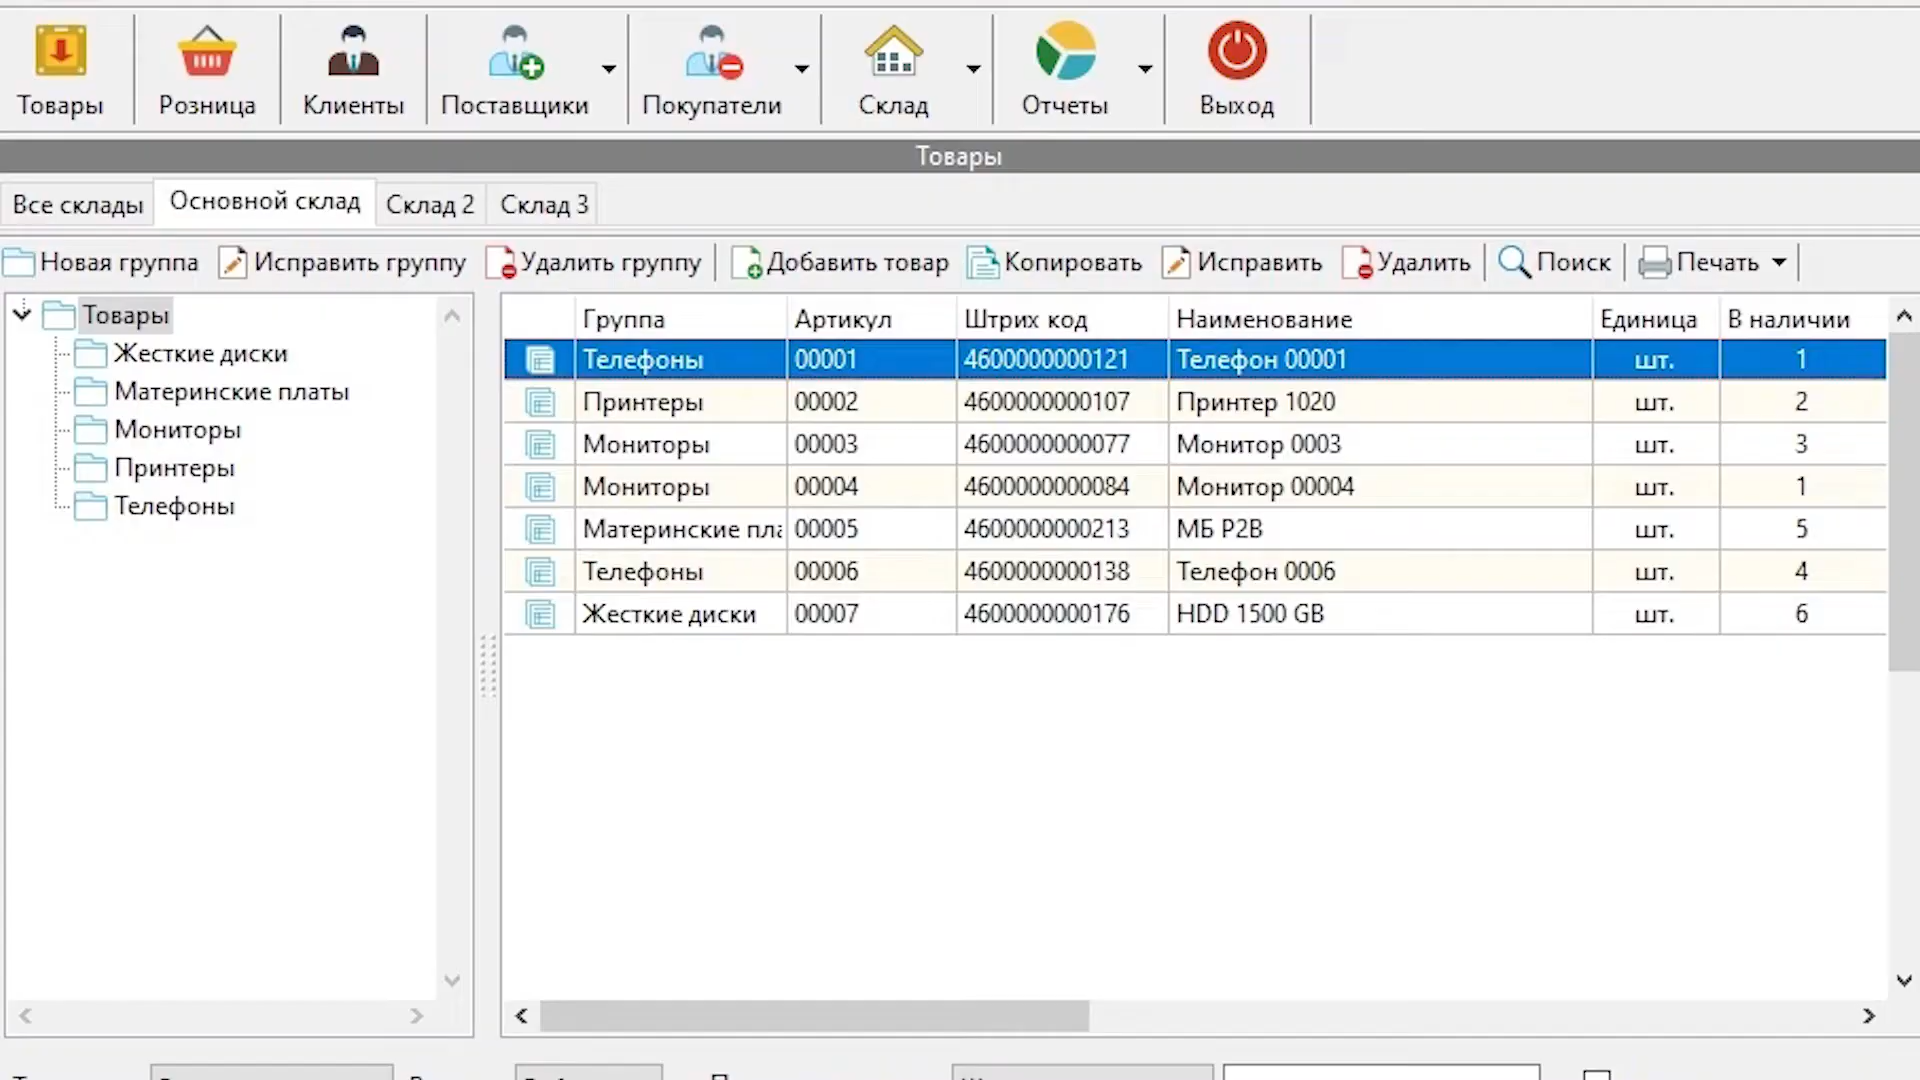 Товары Розница Клиенты Поставщики Покупатели Склад Отчеты Выход
Товары
Все склады Основной склад Склад 2 Склад 3
Новая группа Исправить группу Удалить группу Добавить товар Копировать Исправить Удалить Поиск Печать
Товары
Жесткие диски
Материнские платы
Мониторы
Принтеры
Телефоны
Группа Артикул Штрих код Наименование Единица В наличии
Телефоны 00001 4600000000121 Телефон 00001 шт. 1
Принтеры 00002 4600000000107 Принтер 1020 шт. 2
Мониторы 00003 4600000000077 Монитор 0003 шт. 3
Мониторы 00004 4600000000084 Монитор 00004 шт. 1
Материнские пла 00005 4600000000213 МБ P2B шт. 5
Телефоны 00006 4600000000138 Телефон 0006 шт. 4
Жесткие диски 00007 4600000000176 HDD 1500 GB шт. 6